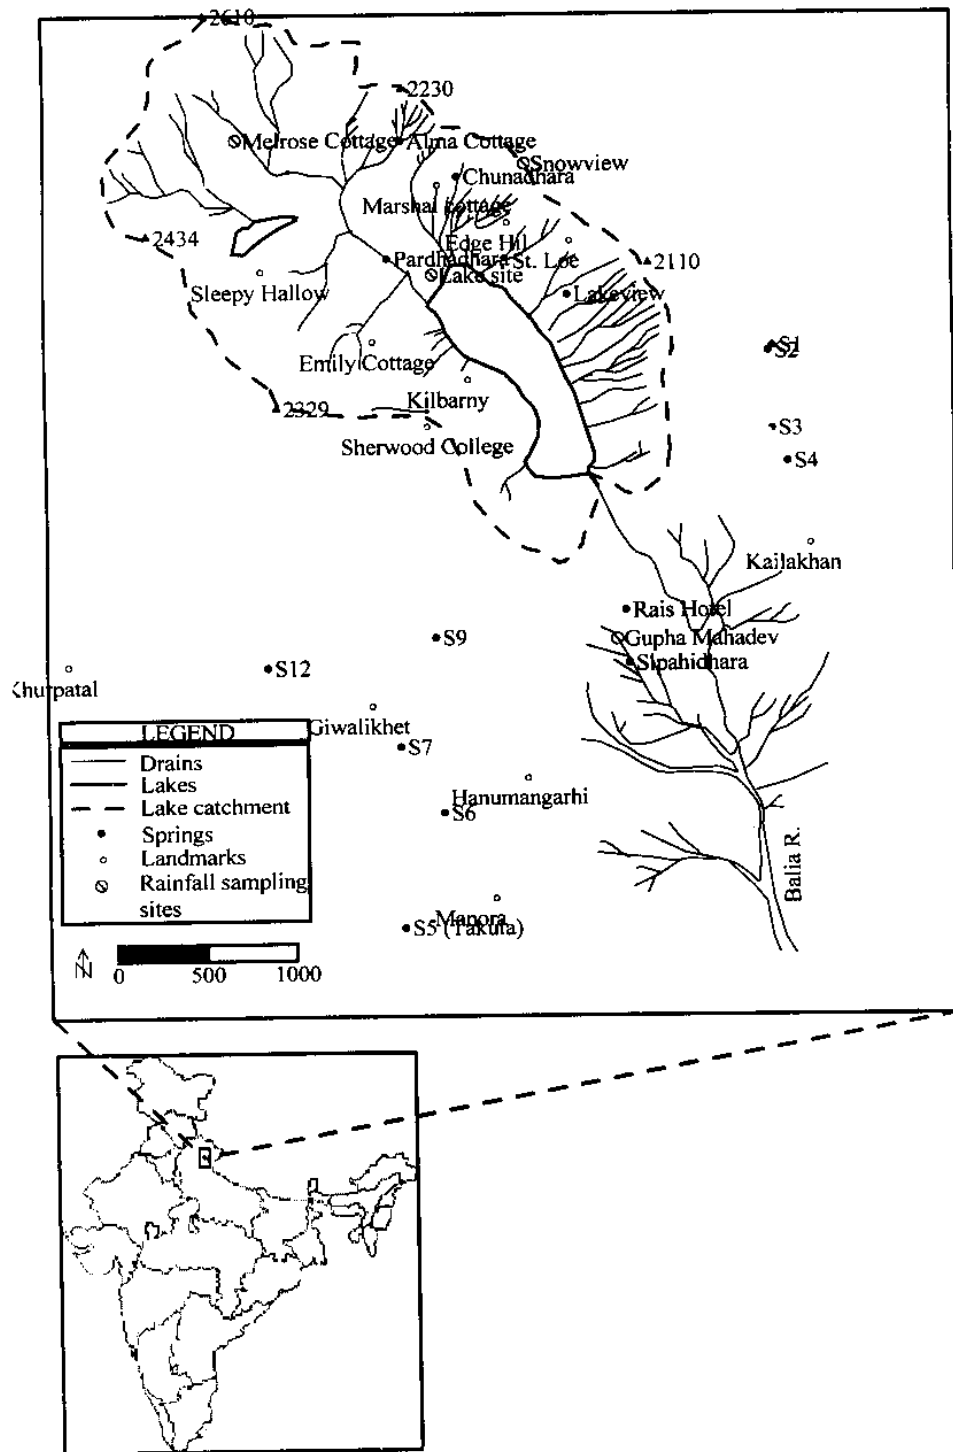 2610
2230
Melrose Cottage
Alma Cottage
Snowview
Chunadhara
Marshal cottage
Edge Hil
2434
Pardhadhara
St. Loe
2110
Lake site
Sleepy Hallow
Lakeview
S1
S2
Emily Cottage
Kilbarny
2329
Sherwood College
S3
S4
Kailakhan
Rais Hotel
S9
Gupha Mahadev
Sipahidhara
S12
Khurpatal
Giwalikhet
LEGEND
Drains
Lakes
Lake catchment
Springs
Landmarks
Rainfall sampling
sites
S7
Hanumangarhi
S6
Balia R.
Manora
S5 (Takula)
N
0 500 1000